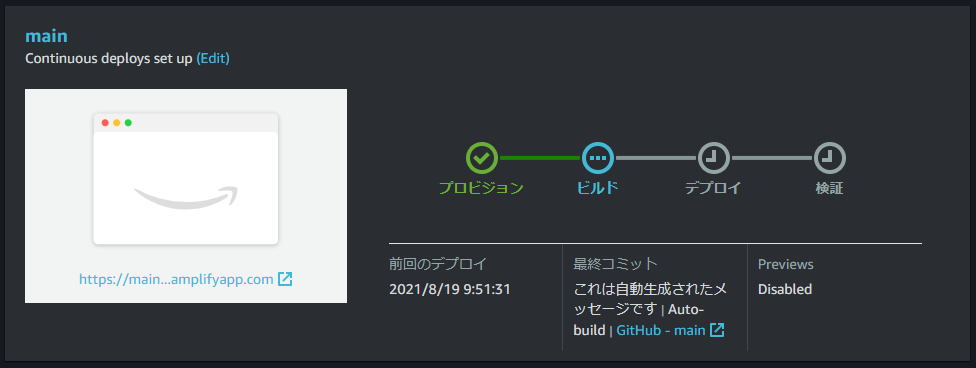 main
Continuous deploys set up (Edit)
https://main...amplifyapp.com
プロビジョン
ビルド
デプロイ
検証
前回のデプロイ
2021/8/19 9:51:31
最終コミット
これは自動生成されたメ
ッセージです | Auto-
build | GitHub - main
Previews
Disabled